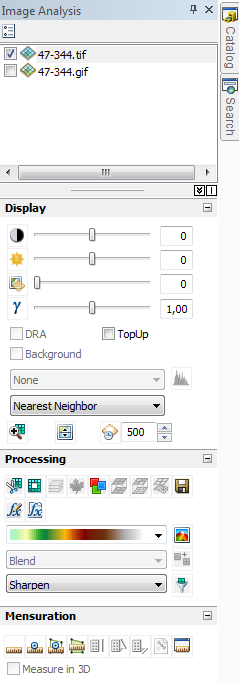 Image Analysis
47-344.tif
47-344.gif
Catalog
Search
Display
0
0
0
γ 1,00
DRA TopUp
Background
None
Nearest Neighbor
500
Processing
Blend
Sharpen
Mensuration
Measure in 3D